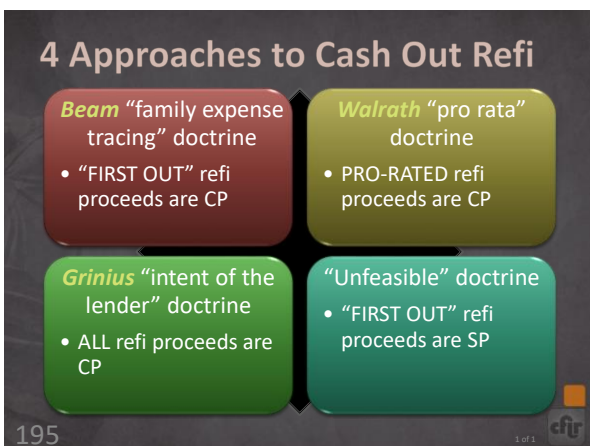 4 Approaches to Cash Out Refi
Beam “family expense
tracing” doctrine
• “FIRST OUT” refi
proceeds are CP
Walrath “pro rata”
doctrine
• PRO-RATED refi
proceeds are CP
Grinius “intent of the
lender” doctrine
• ALL refi proceeds are
CP
“Unfeasible” doctrine
• “FIRST OUT” refi
proceeds are SP
195
1 of 1
cflr